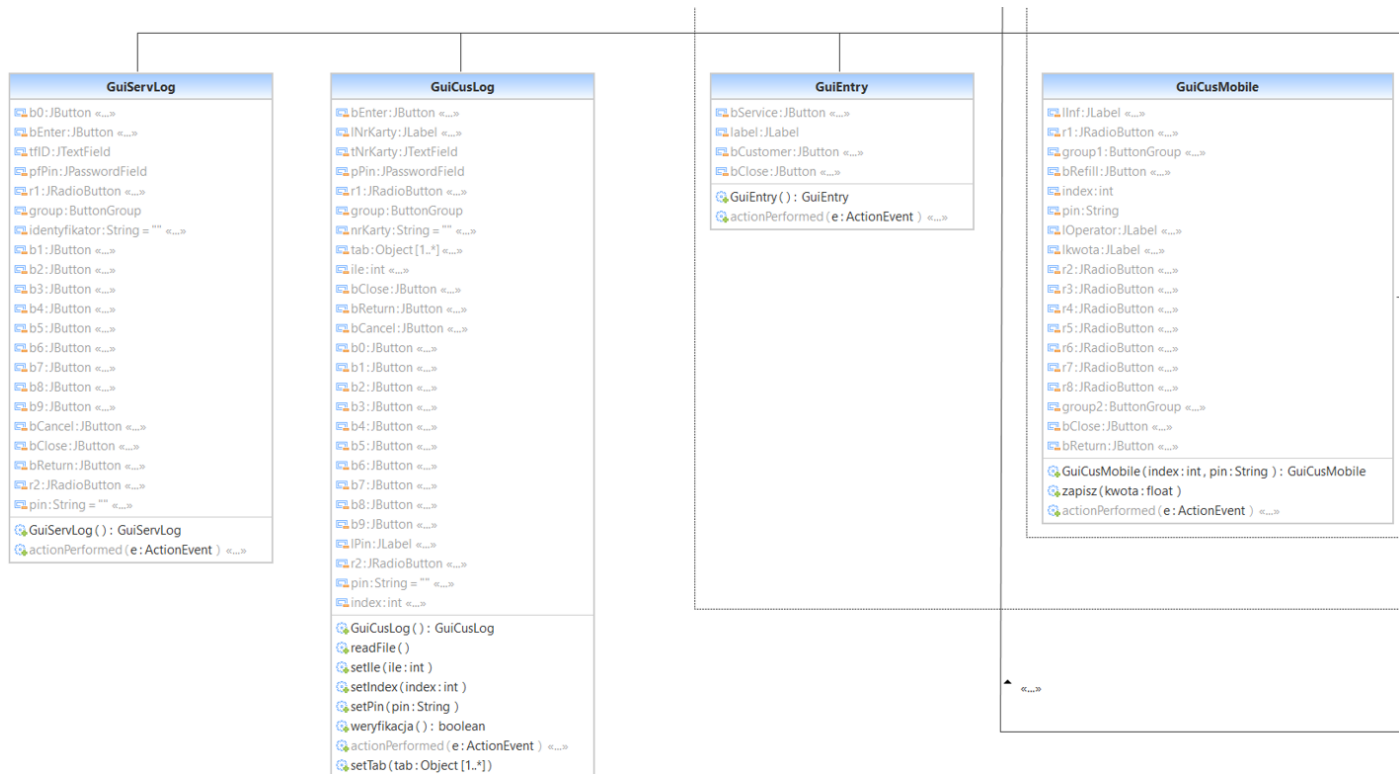 GuiServLog
b0:JButton «...»
bEnter:JButton «...»
tfID:JTextField
pfPin:JPasswordField
r1:JRadioButton «...»
group:ButtonGroup
identyfikator:String = "" «...»
b1:JButton «...»
b2:JButton «...»
b3:JButton «...»
b4:JButton «...»
b5:JButton «...»
b6:JButton «...»
b7:JButton «...»
b8:JButton «...»
b9:JButton «...»
bCancel:JButton «...»
bClose:JButton «...»
bReturn:JButton «...»
r2:JRadioButton «...»
pin:String = "" «...»
GuiServLog ( ) : GuiServLog
actionPerformed ( e : ActionEvent ) «...»
GuiCusLog
bEnter:JButton «...»
lNrKarty:JLabel «...»
tNrKarty:JTextField
pPin:JPasswordField
r1:JRadioButton «...»
group:ButtonGroup
nrKarty:String = "" «...»
tab:Object [1..*] «...»
ile:int «...»
bClose:JButton «...»
bReturn:JButton «...»
bCancel:JButton «...»
b0:JButton «...»
b1:JButton «...»
b2:JButton «...»
b3:JButton «...»
b4:JButton «...»
b5:JButton «...»
b6:JButton «...»
b7:JButton «...»
b8:JButton «...»
b9:JButton «...»
lPin:JLabel «...»
r2:JRadioButton «...»
pin:String = "" «...»
index:int «...»
GuiCusLog ( ) : GuiCusLog
readFile ( )
setIle ( ile : int )
setIndex ( index : int )
setPin ( pin : String )
weryfikacja ( ) : boolean
actionPerformed ( e : ActionEvent ) «...»
setTab ( tab : Object [1..*] )
GuiEntry
bService:JButton «...»
label:JLabel
bCustomer:JButton «...»
bClose:JButton «...»
GuiEntry ( ) : GuiEntry
actionPerformed ( e : ActionEvent ) «...»
GuiCusMobile
lInf:JLabel «...»
r1:JRadioButton «...»
group1:ButtonGroup «...»
bRefill:JButton «...»
index:int
pin:String
lOperator:JLabel «...»
lkwota:JLabel «...»
r2:JRadioButton «...»
r3:JRadioButton «...»
r4:JRadioButton «...»
r5:JRadioButton «...»
r6:JRadioButton «...»
r7:JRadioButton «...»
r8:JRadioButton «...»
group2:ButtonGroup «...»
bClose:JButton «...»
bReturn:JButton «...»
GuiCusMobile ( index : int , pin : String ) : GuiCusMobile
zapisz ( kwota : float )
actionPerformed ( e : ActionEvent ) «...»
«...»